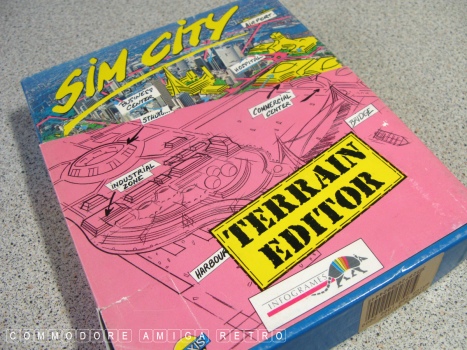 SIM CITY
AIRPORT
HOSPITAL
BUSINESS
CENTER
STADIUM
COMMERCIAL
CENTER
BRIDGE
INDUSTRIAL
ZONE
TERRAIN
EDITOR
HARBOUR
INFOGRAMES
COMMODORE AMIGA RETRO